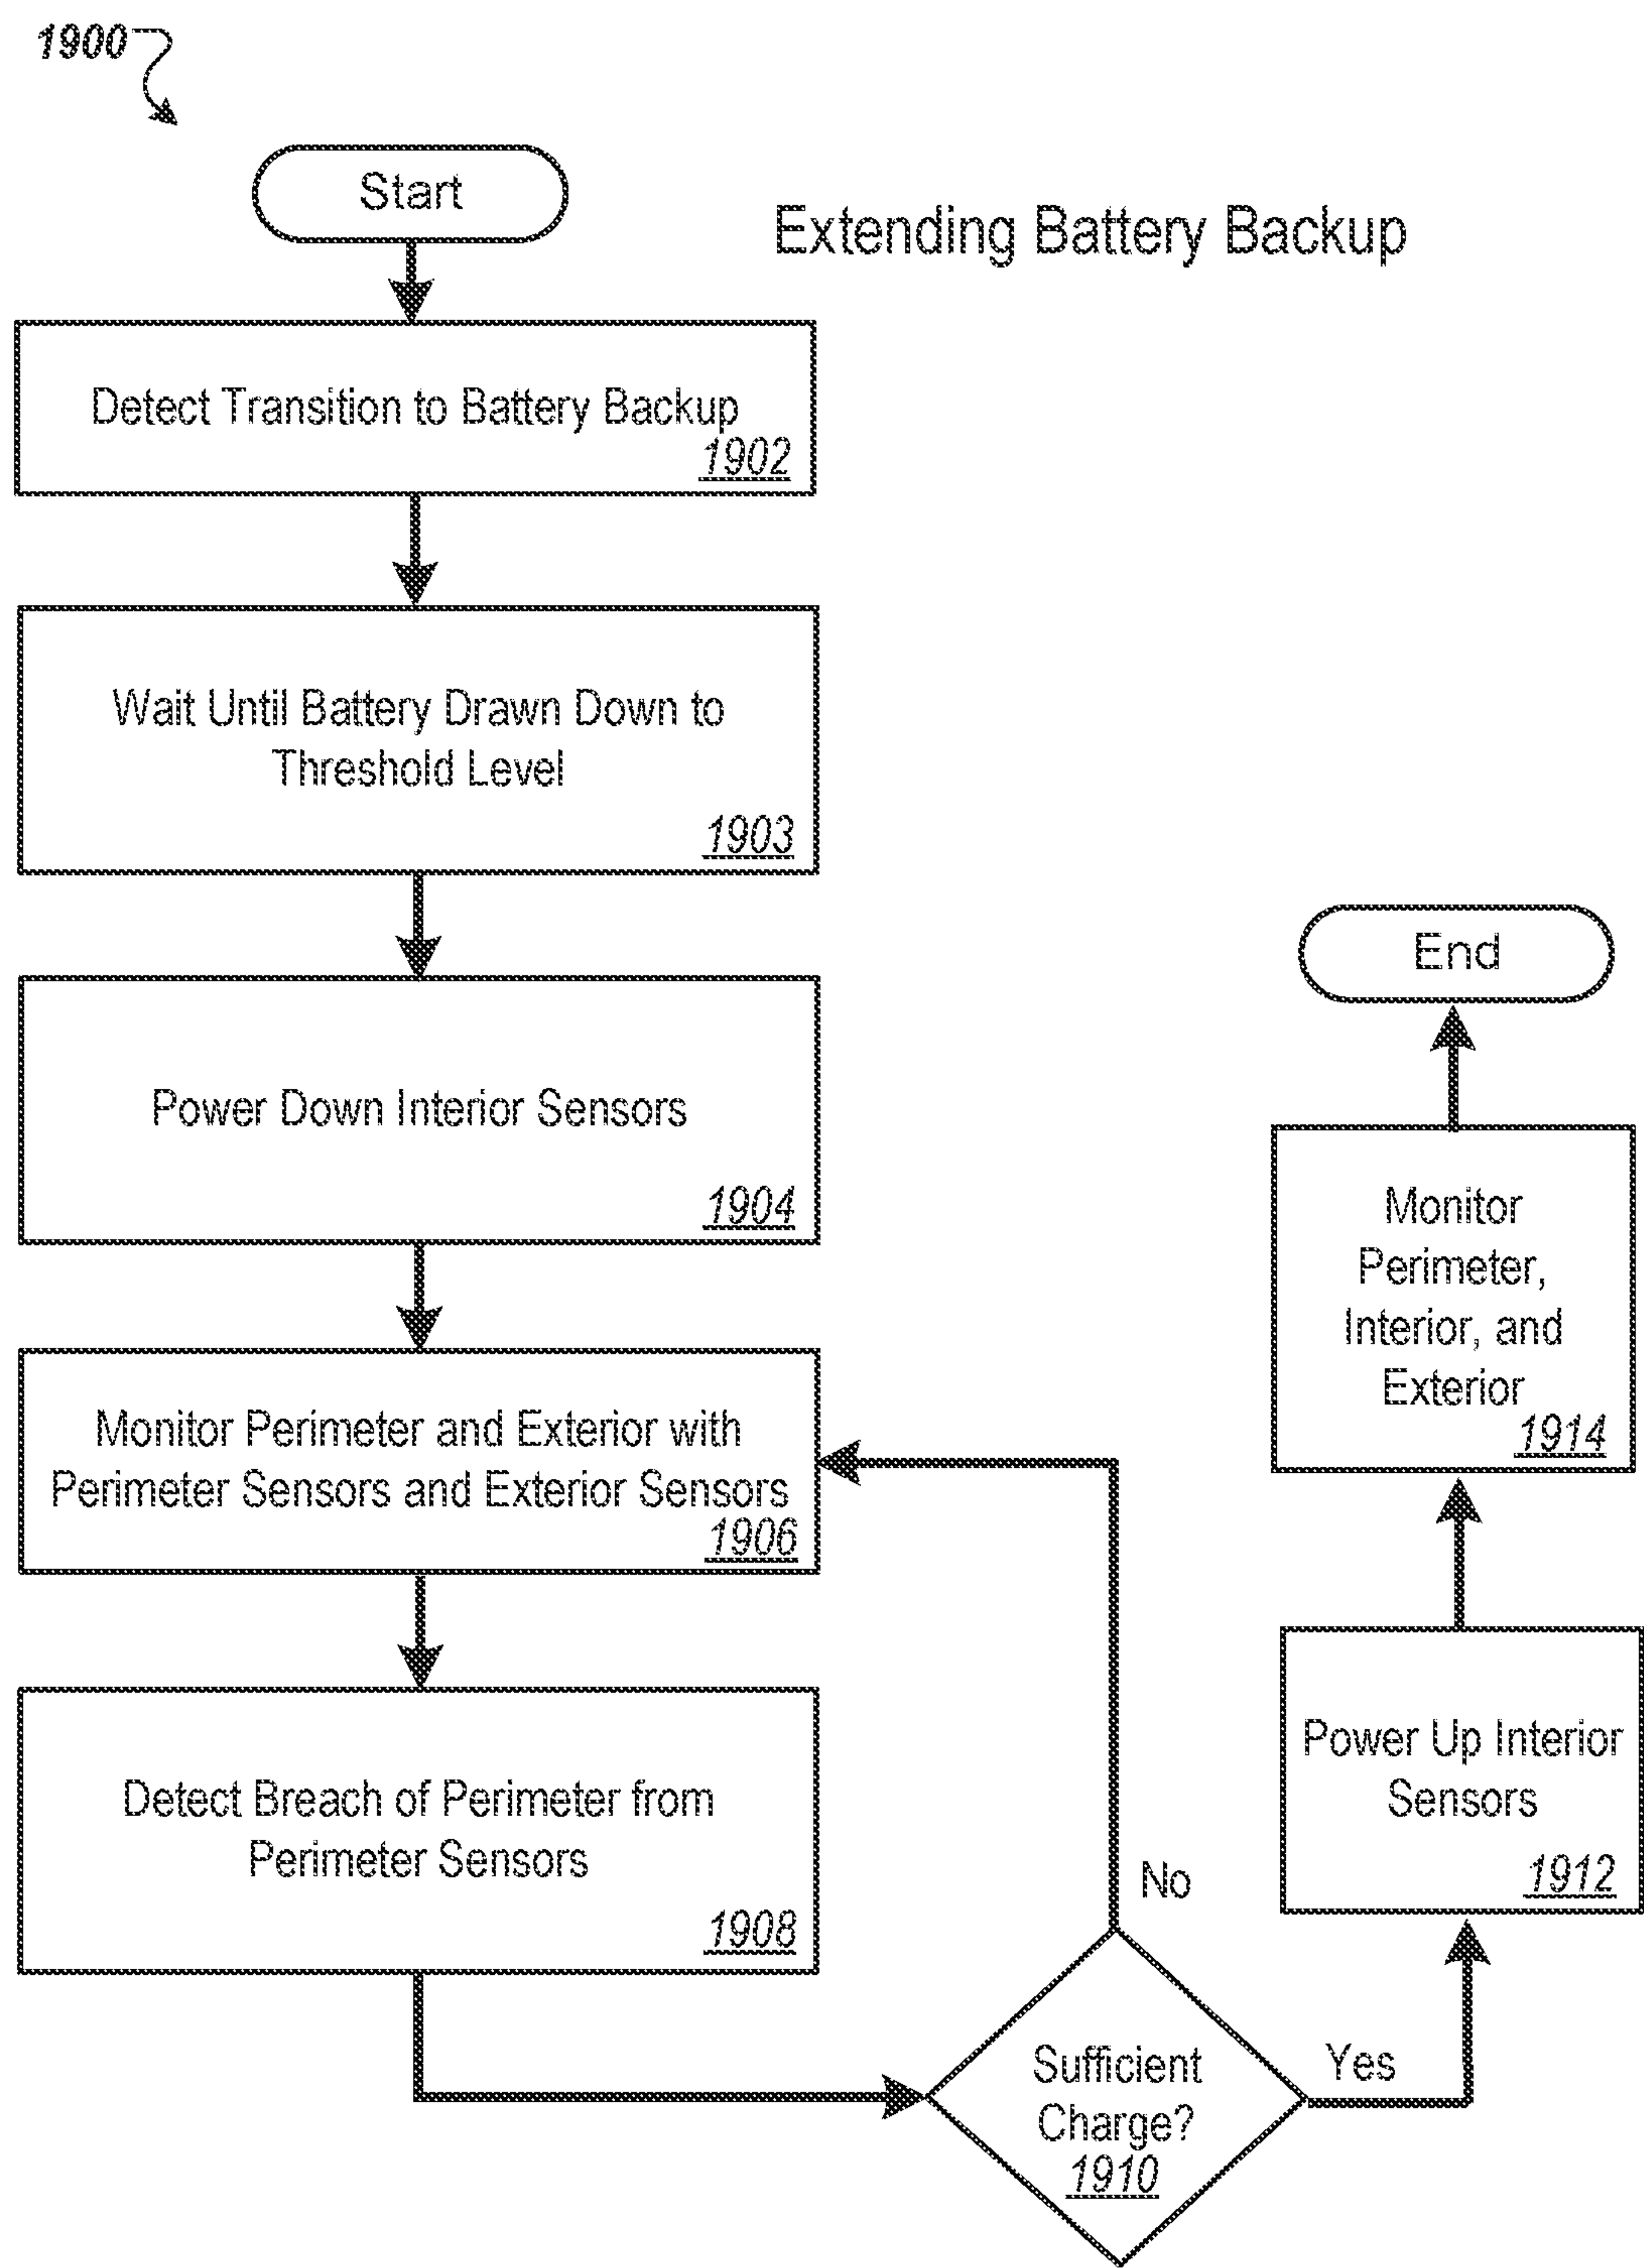 1900
Start
Extending Battery Backup
Detect Transition to Battery Backup
1902
Wait Until Battery Drawn Down to
Threshold Level
1903
Power Down Interior Sensors
1904
Monitor Perimeter and Exterior with
Perimeter Sensors and Exterior Sensors
1906
Detect Breach of Perimeter from
Perimeter Sensors
1908
Sufficient
Charge?
1910
No
Yes
Power Up Interior
Sensors
1912
Monitor
Perimeter,
Interior, and
Exterior
1914
End